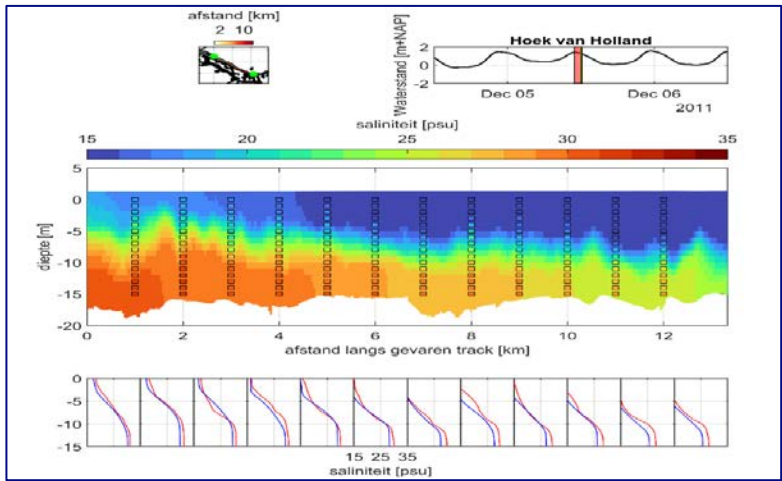 afstand [km]
2 10
Hoek van Holland
Waterstand [m+NAP]
2
0
-2
Dec 05 Dec 06
2011
saliniteit [psu]
15 20 25 30 35
diepte [m]
5
0
-5
-10
-15
-20
0 2 4 6 8 10 12
afstand langs gevaren track [km]
0
-5
-10
-15
15 25 35
saliniteit [psu]